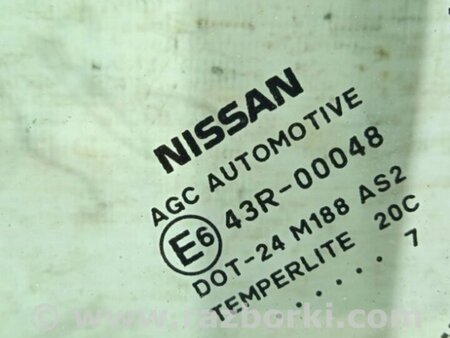 NISSAN
AGC AUTOMOTIVE
E6 43R-00048
DOT-24 M188 AS2
TEMPERLITE 20C
. . . . . . 7
www.razborki.com